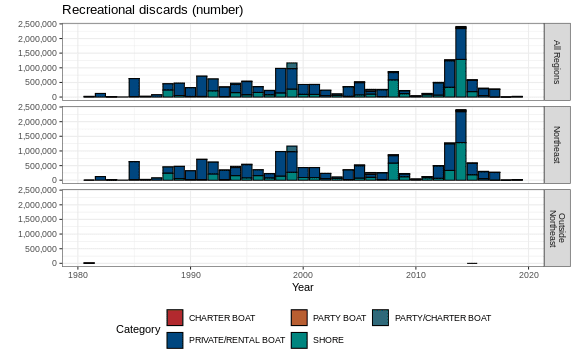 Recreational discards (number)
2,500,000
2,000,000
1,500,000
1,000,000
500,000
0
All Regions
2,500,000
2,000,000
1,500,000
1,000,000
500,000
0
Northeast
2,500,000
2,000,000
1,500,000
1,000,000
500,000
0
Outside
Northeast
1980 1990 2000 2010 2020
Year
Category
CHARTER BOAT PARTY BOAT PARTY/CHARTER BOAT
PRIVATE/RENTAL BOAT SHORE